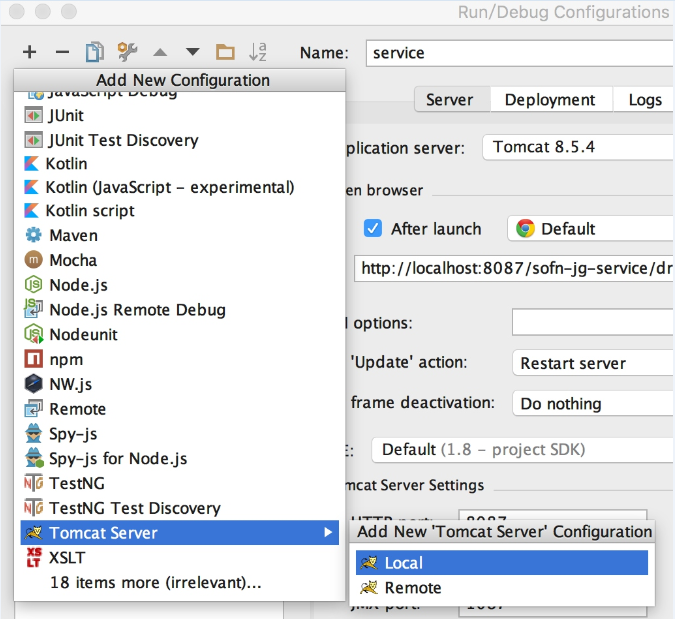 Run/Debug Configurations
Name:
service
Add New Configuration
JavaScript Debug
JUnit
JUnit Test Discovery
Kotlin
Kotlin (JavaScript – experimental)
Kotlin script
Maven
Mocha
Node.js
Node.js Remote Debug
Nodeunit
npm
NW.js
Remote
Spy-js
Spy-js for Node.js
TestNG
TestNG Test Discovery
Tomcat Server
XSLT
18 items more (irrelevant)...
Server
Deployment
Logs
plication server:
Tomcat 8.5.4
en browser
After launch
Default
http://localhost:8087/sofn-jg-service/dr
l options:
'Update' action:
Restart server
frame deactivation:
Do nothing
E:
Default (1.8 – project SDK)
mcat Server Settings
HTTP port:
8087
Add New 'Tomcat Server' Configuration
Local
Remote
JMX port:
1087